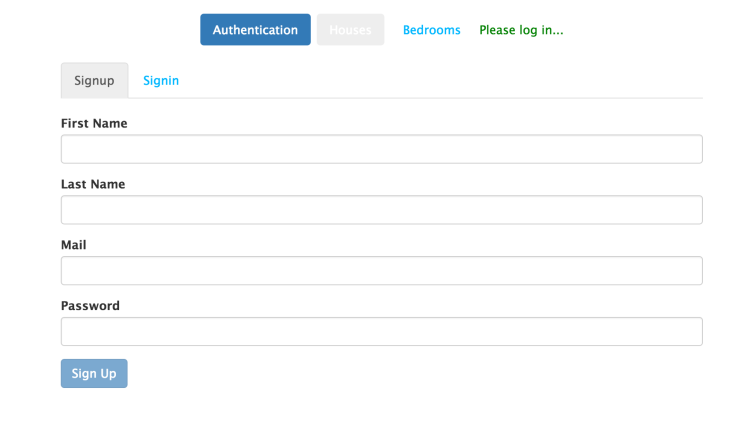 Authentication Houses Bedrooms Please log in...
Signup Signin
First Name
Last Name
Mail
Password
Sign Up